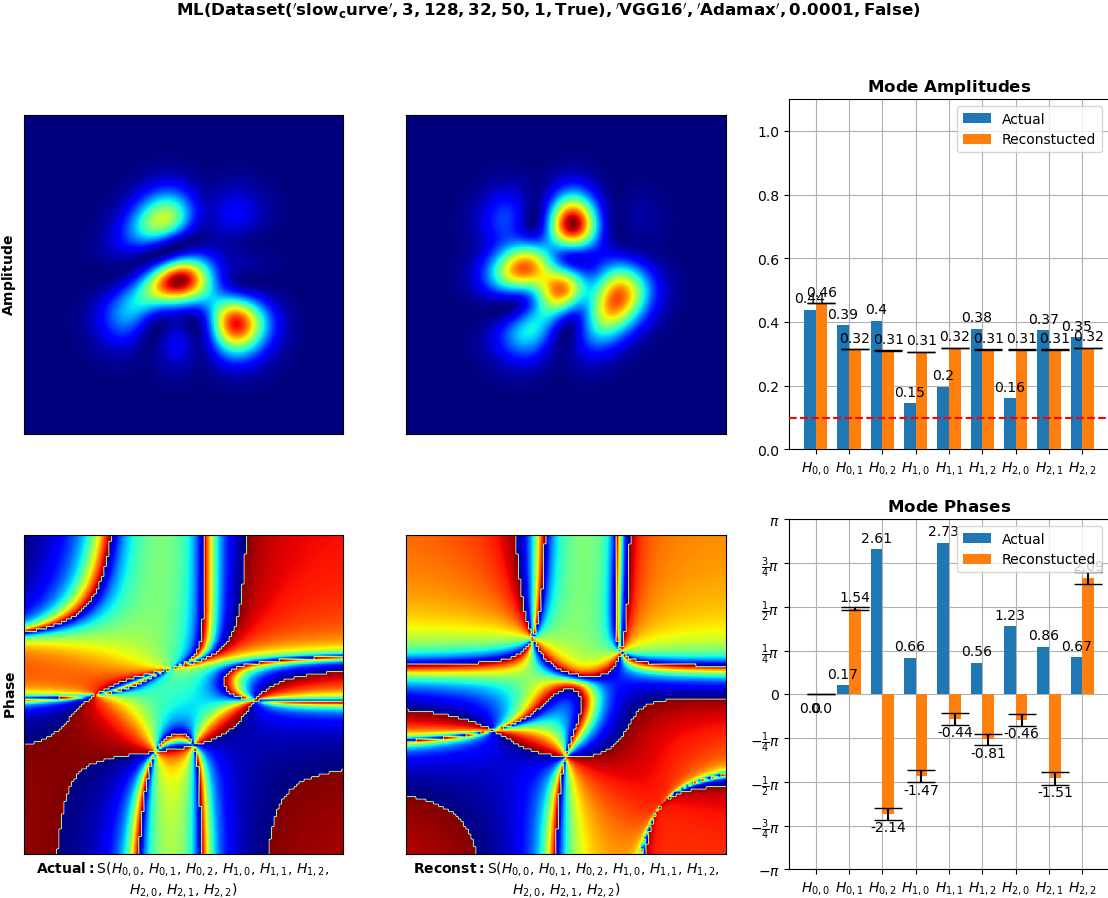 ML(Dataset('slow_curve', 3, 128, 32, 50, 1, True), 'VGG16', 'Adamax', 0.0001, False)
Amplitude
Mode Amplitudes
Actual
Reconstucted
1.0
0.8
0.6
0.4
0.2
0.0
0.44 0.46 0.39 0.32 0.4 0.31 0.15 0.31 0.2 0.32 0.38 0.31 0.16 0.31 0.37 0.31 0.35 0.32
H0,0 H0,1 H0,2 H1,0 H1,1 H1,2 H2,0 H2,1 H2,2
Phase
Actual: S(H0,0, H0,1, H0,2, H1,0, H1,1, H1,2,
H2,0, H2,1, H2,2)
Reconst: S(H0,0, H0,1, H0,2, H1,0, H1,1, H1,2,
H2,0, H2,1, H2,2)
Mode Phases
Actual
Reconstucted
π
3/4π
1/2π
1/4π
0
−1/4π
−1/2π
−3/4π
−π
0.0 0.0 0.17 1.54 2.61 -2.14 0.66 -1.47 2.73 -0.44 0.56 -0.81 1.23 -0.46 0.86 -1.51 0.67
H0,0 H0,1 H0,2 H1,0 H1,1 H1,2 H2,0 H2,1 H2,2